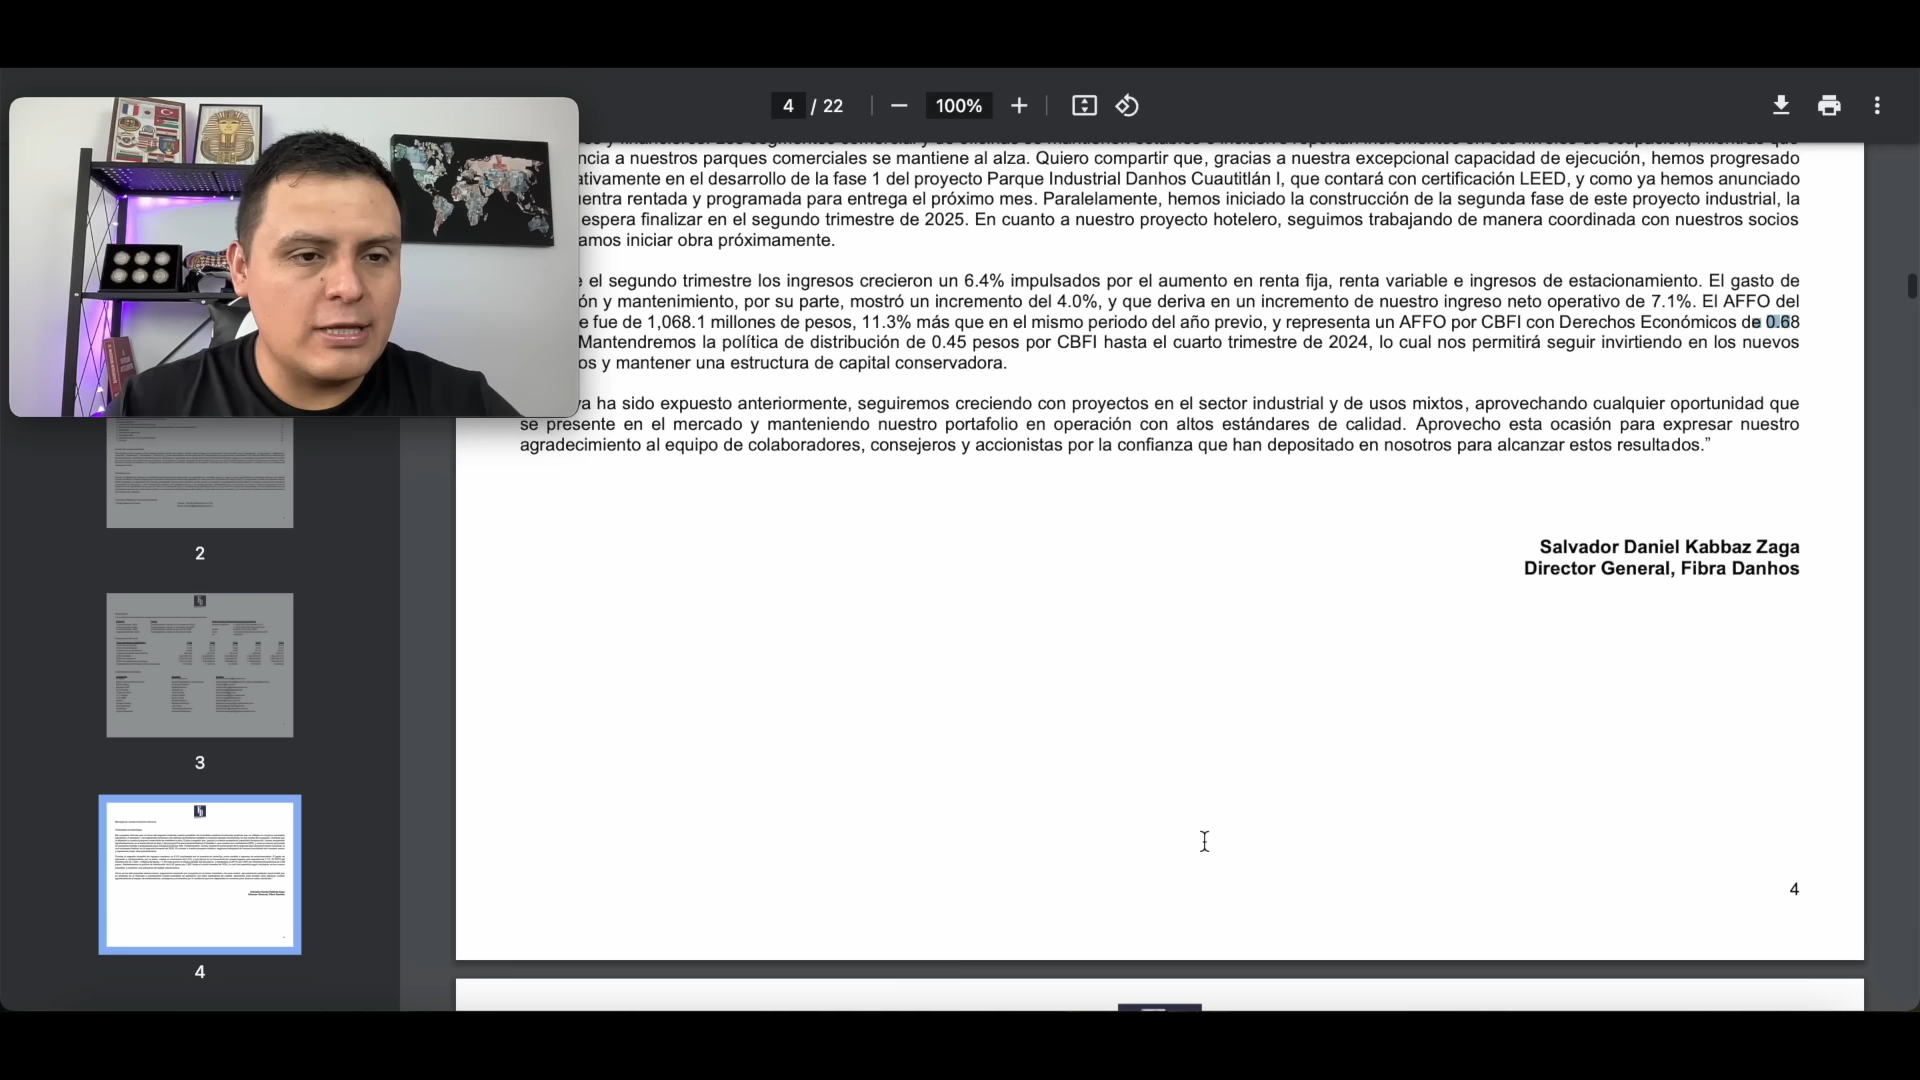 4 / 22
100%
ncia a nuestros parques comerciales se mantiene al alza. Quiero compartir que, gracias a nuestra excepcional capacidad de ejecución, hemos progresado
ativamente en el desarrollo de la fase 1 del proyecto Parque Industrial Danhos Cuautitlán I, que contará con certificación LEED, y como ya hemos anunciado
uentra rentada y programada para entrega el próximo mes. Paralelamente, hemos iniciado la construcción de la segunda fase de este proyecto industrial, la
espera finalizar en el segundo trimestre de 2025. En cuanto a nuestro proyecto hotelero, seguimos trabajando de manera coordinada con nuestros socios
amos iniciar obra próximamente.
e el segundo trimestre los ingresos crecieron un 6.4% impulsados por el aumento en renta fija, renta variable e ingresos de estacionamiento. El gasto de
ón y mantenimiento, por su parte, mostró un incremento del 4.0%, y que deriva en un incremento de nuestro ingreso neto operativo de 7.1%. El AFFO del
e fue de 1,068.1 millones de pesos, 11.3% más que en el mismo periodo del año previo, y representa un AFFO por CBFI con Derechos Económicos de 0.68
Mantendremos la política de distribución de 0.45 pesos por CBFI hasta el cuarto trimestre de 2024, lo cual nos permitirá seguir invirtiendo en los nuevos
os y mantener una estructura de capital conservadora.
va ha sido expuesto anteriormente, seguiremos creciendo con proyectos en el sector industrial y de usos mixtos, aprovechando cualquier oportunidad que
se presente en el mercado y manteniendo nuestro portafolio en operación con altos estándares de calidad. Aprovecho esta ocasión para expresar nuestro
agradecimiento al equipo de colaboradores, consejeros y accionistas por la confianza que han depositado en nosotros para alcanzar estos resultados.”
Salvador Daniel Kabbaz Zaga
Director General, Fibra Danhos
4
2
3
4